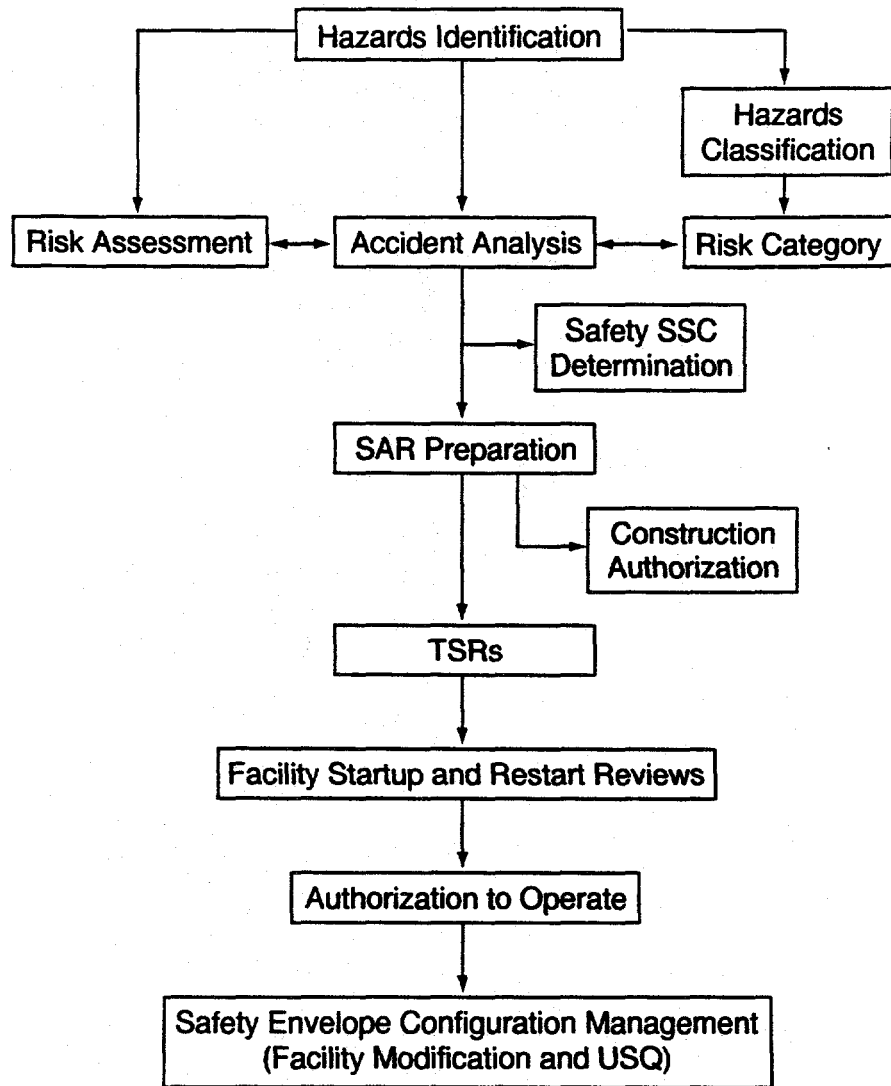 Hazards Identification
Hazards
Classification
Risk Assessment
Accident Analysis
Risk Category
Safety SSC
Determination
SAR Preparation
Construction
Authorization
TSRs
Facility Startup and Restart Reviews
Authorization to Operate
Safety Envelope Configuration Management
(Facility Modification and USQ)